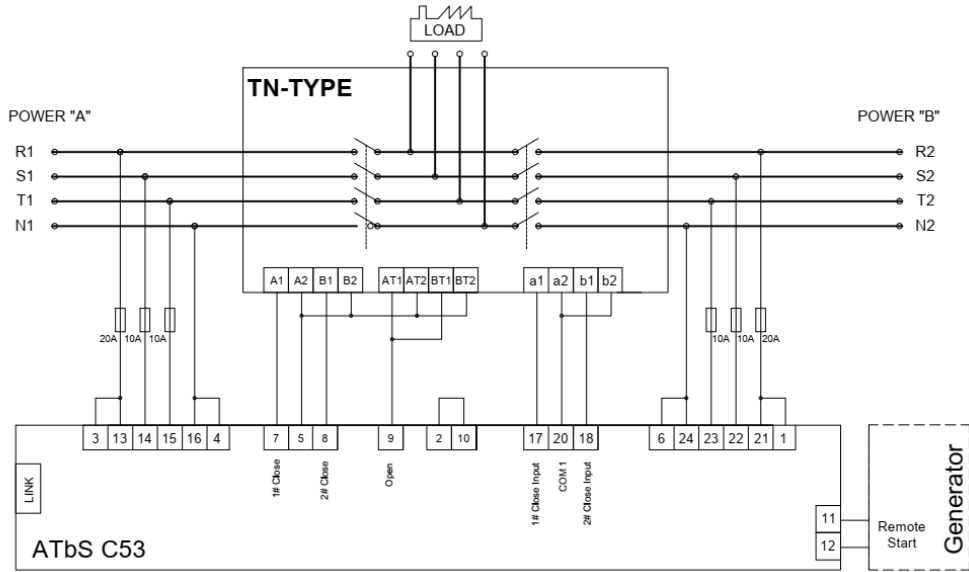 LOAD
TN-TYPE
POWER "A"
POWER "B"
R1
R2
S1
S2
T1
T2
N1
N2
A1 A2 B1 B2 AT1 AT2 BT1 BT2 a1 a2 b1 b2
20A 10A 10A
10A 10A 20A
3 13 14 15 16 4 7 5 8 9 2 10 17 20 18 6 24 23 22 21 1
1# Close
2# Close
Open
1# Close Input
COM 1
2# Close Input
LINK
ATbS C53
11
12
Remote
Start
Generator